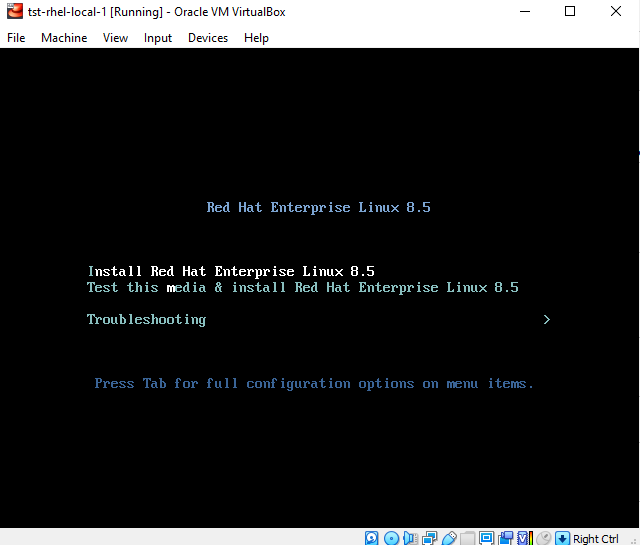 tst-rhel-local-1 [Running] - Oracle VM VirtualBox
File Machine View Input Devices Help
Red Hat Enterprise Linux 8.5
Install Red Hat Enterprise Linux 8.5
Test this media & install Red Hat Enterprise Linux 8.5
Troubleshooting >
Press Tab for full configuration options on menu items.
Right Ctrl